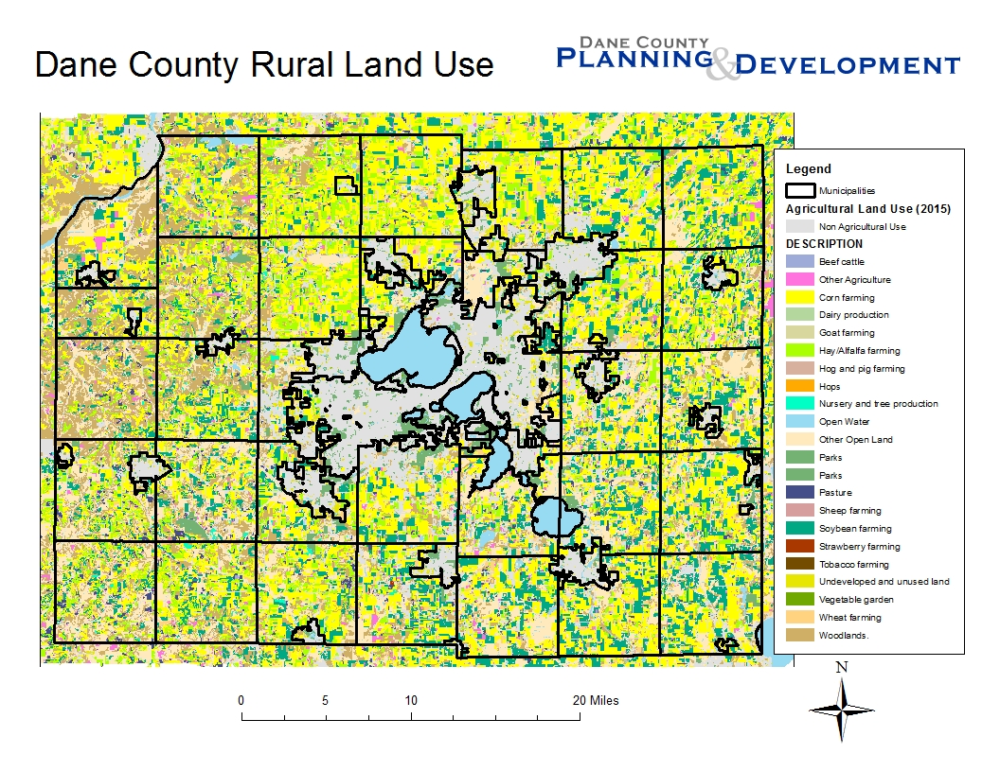 Dane County Rural Land Use
DANE COUNTY
PLANNING & DEVELOPMENT
Legend
Municipalities
Agricultural Land Use (2015)
Non Agricultural Use
DESCRIPTION
Beef cattle
Other Agriculture
Corn farming
Dairy production
Goat farming
Hay/Alfalfa farming
Hog and pig farming
Hops
Nursery and tree production
Open Water
Other Open Land
Parks
Parks
Pasture
Sheep farming
Soybean farming
Strawberry farming
Tobacco farming
Undeveloped and unused land
Vegetable garden
Wheat farming
Woodlands.
N
0 5 10 20 Miles